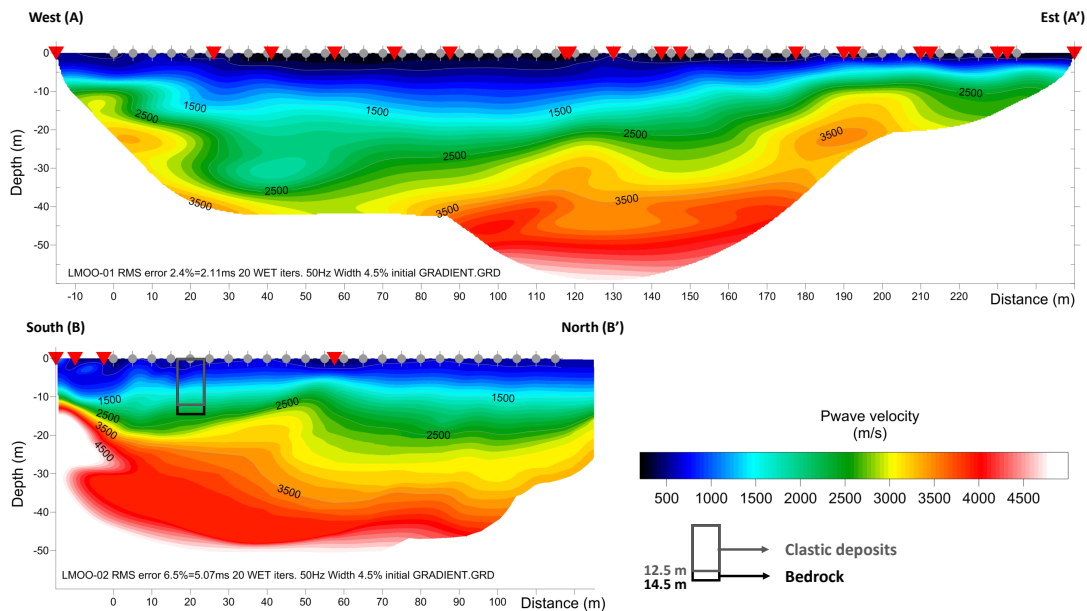 West (A)
Est (A’)
0
-10
-20
-30
-40
-50
Depth (m)
1500
1500
2500
2500
2500
2500
2500
3500
3500
3500
3500
LMOO-01 RMS error 2.4%=2.11ms 20 WET iters. 50Hz Width 4.5% initial GRADIENT.GRD
-10 0 10 20 30 40 50 60 70 80 90 100 110 120 130 140 150 160 170 180 190 200 210 220
Distance (m)
South (B)
North (B’)
0
-10
-20
-30
-40
-50
Depth (m)
1500
1500
2500
2500
2500
3500
4500
3500
LMOO-02 RMS error 6.5%=5.07ms 20 WET iters. 50Hz Width 4.5% initial GRADIENT.GRD
0 10 20 30 40 50 60 70 80 90 100
Distance (m)
Pwave velocity
(m/s)
500 1000 1500 2000 2500 3000 3500 4000 4500
Clastic deposits
12.5 m
14.5 m
Bedrock